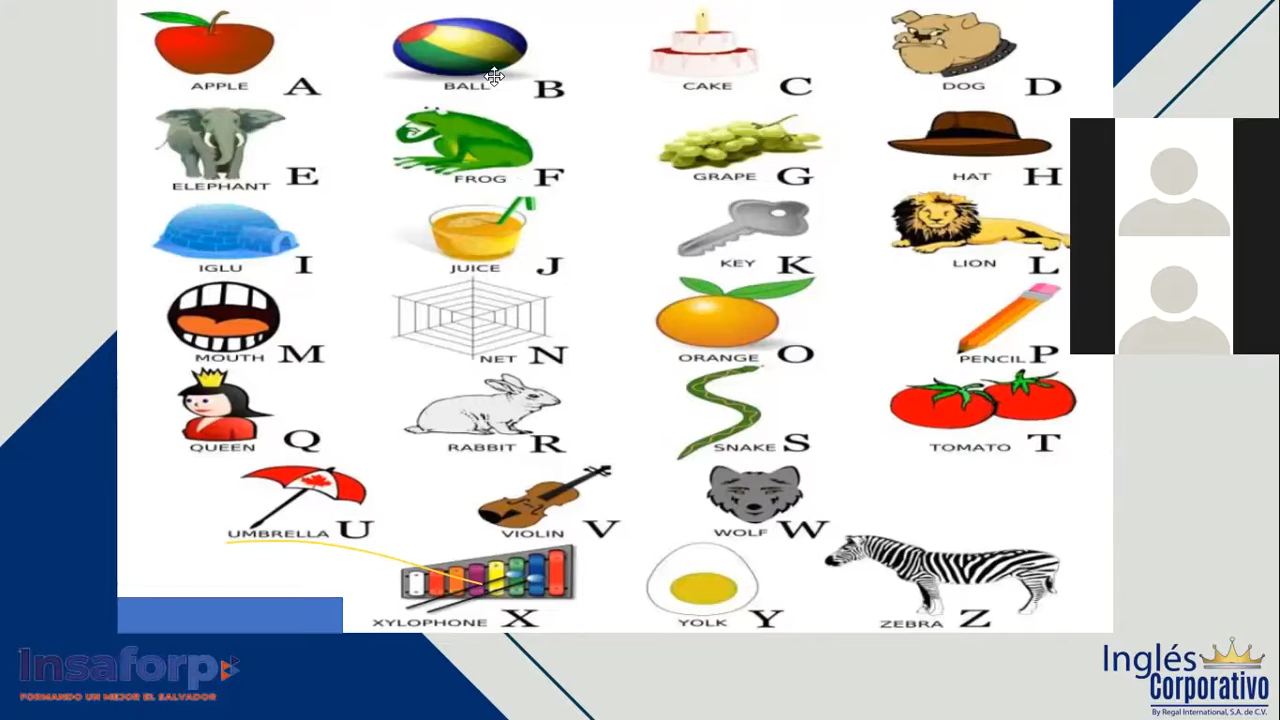 APPLE A
BALL B
CAKE C
DOG D
ELEPHANT E
FROG F
GRAPE G
HAT H
IGLU I
JUICE J
KEY K
LION L
MOUTH M
NET N
ORANGE O
PENCIL P
QUEEN Q
RABBIT R
SNAKE S
TOMATO T
UMBRELLA U
VIOLIN V
WOLF W
XYLOPHONE X
YOLK Y
ZEBRA Z
Insaforp
FORMANDO UN MEJOR EL SALVADOR
Inglés
Corporativo
By Regal International, S.A. de C.V.